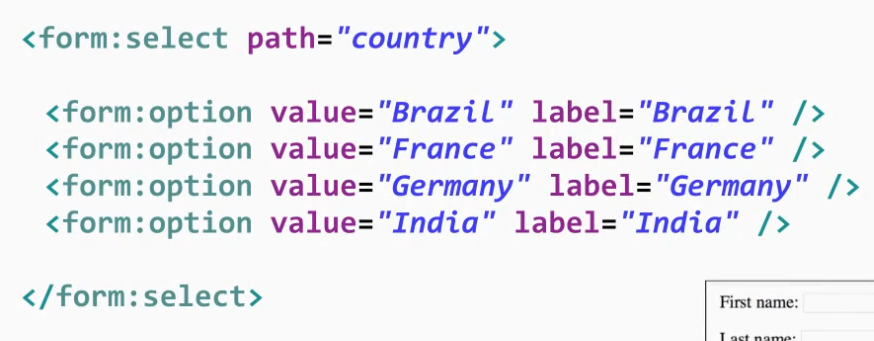 <form:select path="country">
<form:option value="Brazil" label="Brazil" />
<form:option value="France" label="France" />
<form:option value="Germany" label="Germany" />
<form:option value="India" label="India" />
</form:select>
First name:
Last name: